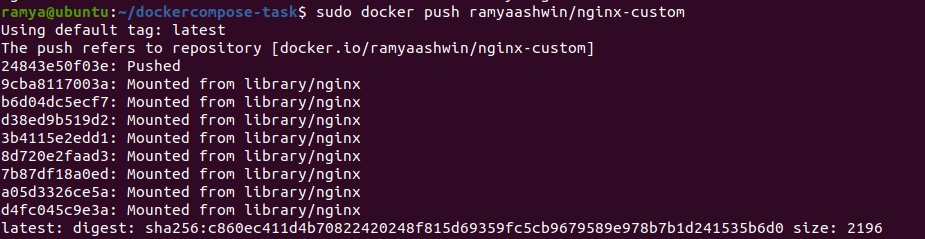 ramya@ubuntu:~/dockercompose-task$ sudo docker push ramyaashwin/nginx-custom
Using default tag: latest
The push refers to repository [docker.io/ramyaashwin/nginx-custom]
24843e50f03e: Pushed
9cba8117003a: Mounted from library/nginx
b6d04dc5ecf7: Mounted from library/nginx
d38ed9b519d2: Mounted from library/nginx
3b4115e2edd1: Mounted from library/nginx
8d720e2faad3: Mounted from library/nginx
7b87df18a0ed: Mounted from library/nginx
a05d3326ce5a: Mounted from library/nginx
d4fc045c9e3a: Mounted from library/nginx
latest: digest: sha256:c860ec411d4b70822420248f815d69359fc5cb9679589e978b7b1d241535b6d0 size: 2196